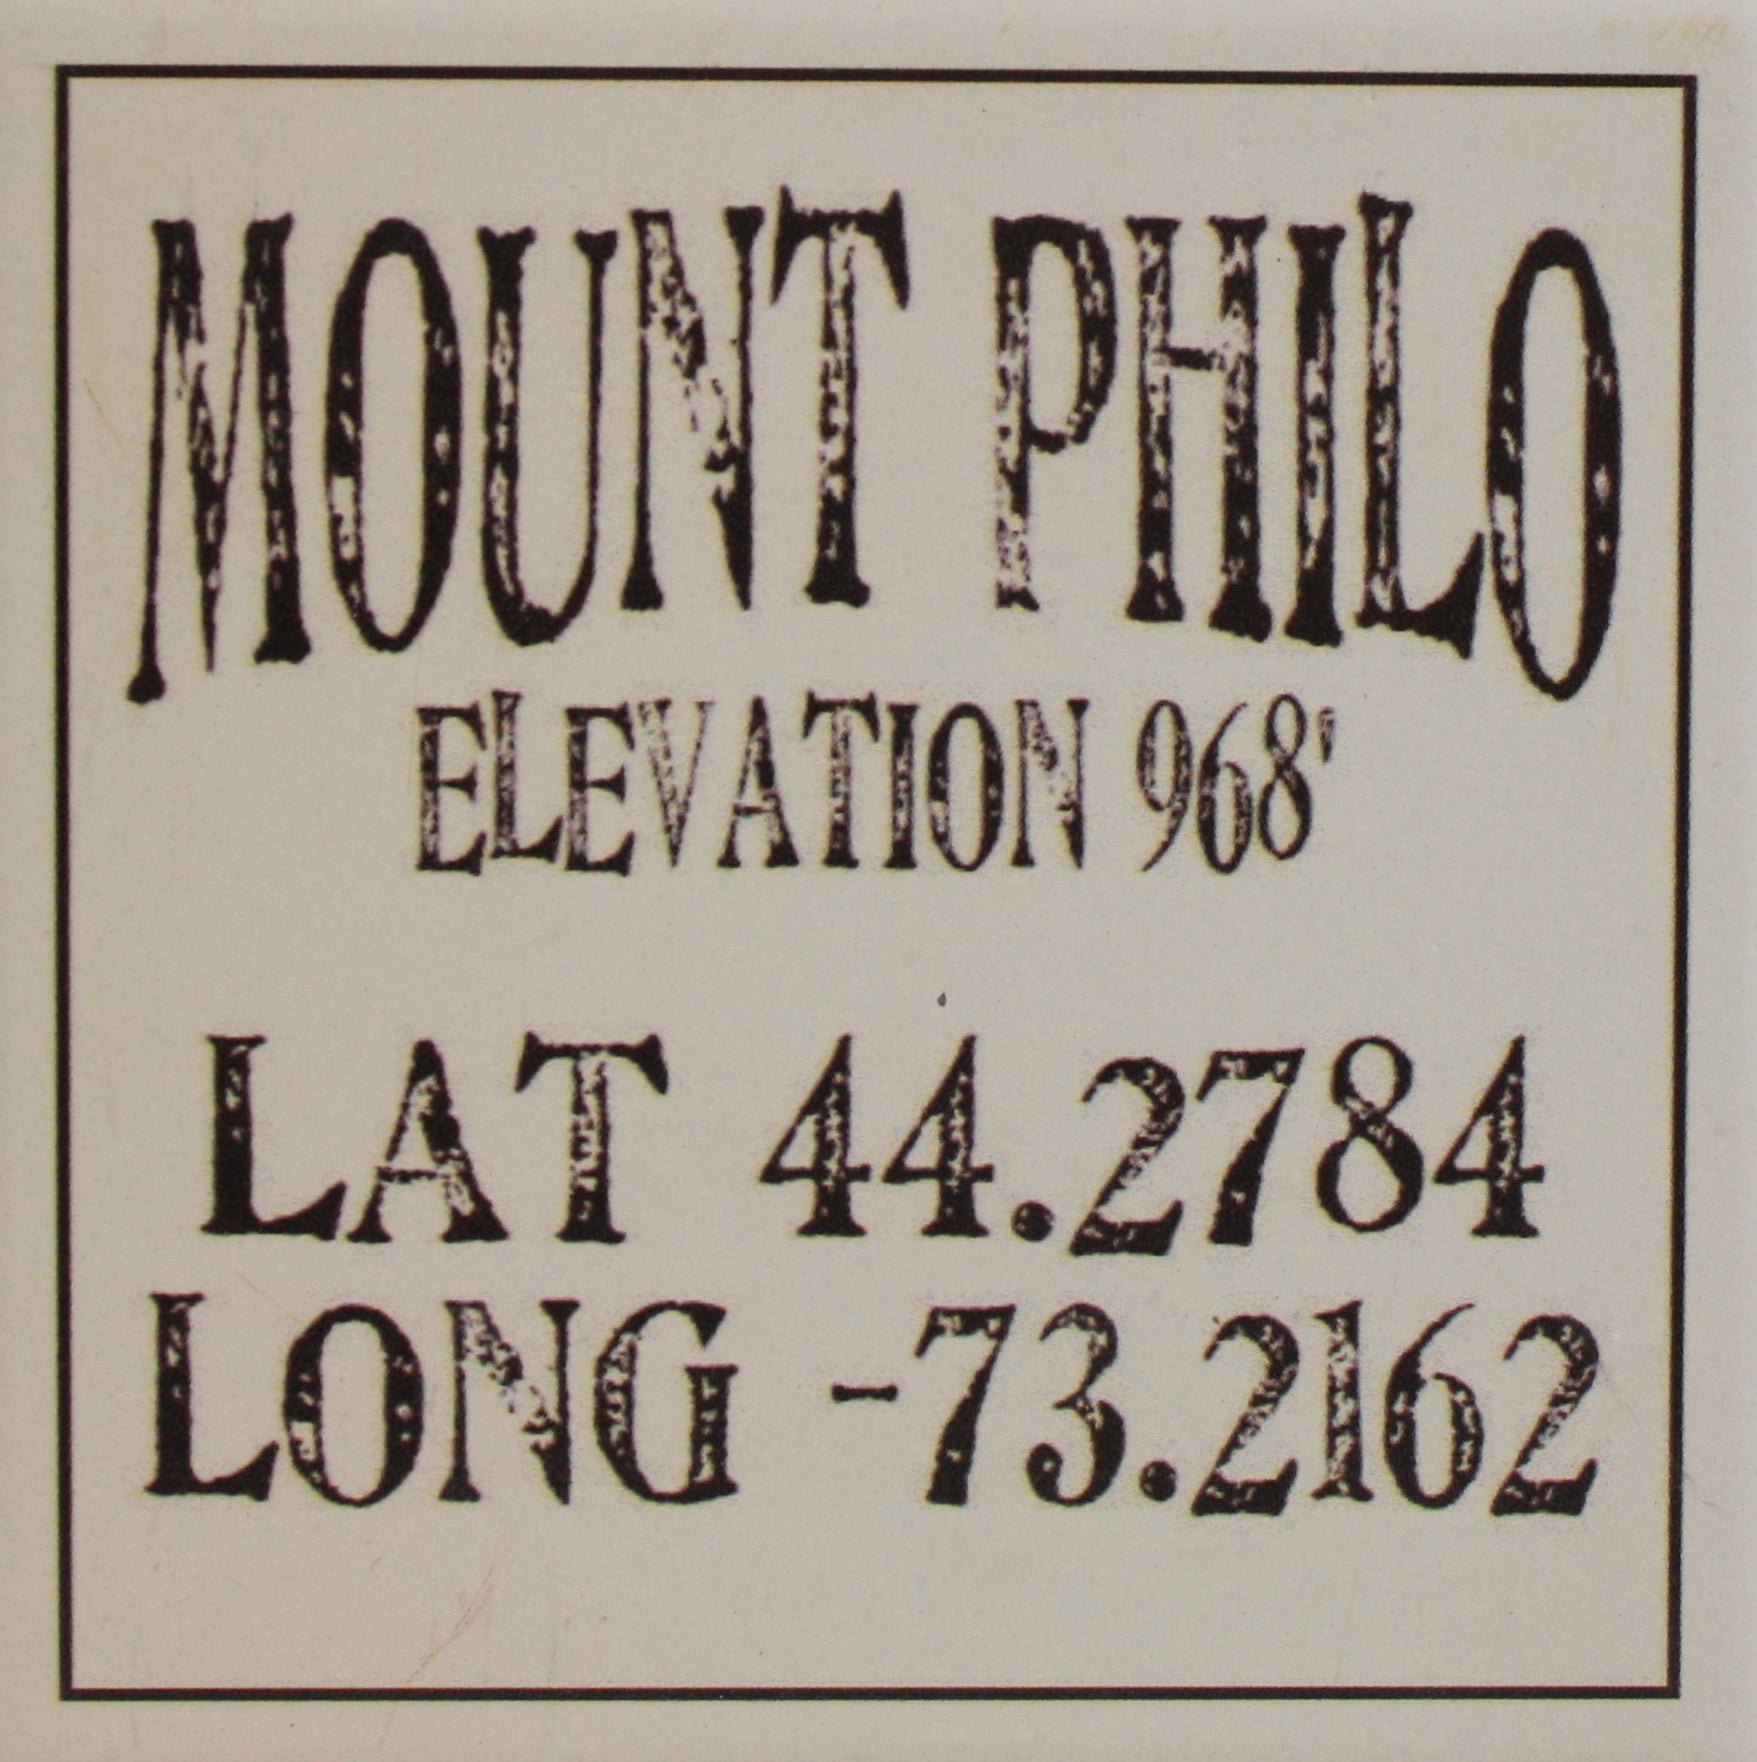 MOUNT PHILO
ELEVATION 968'
LAT 44.2784
LONG -73.2162